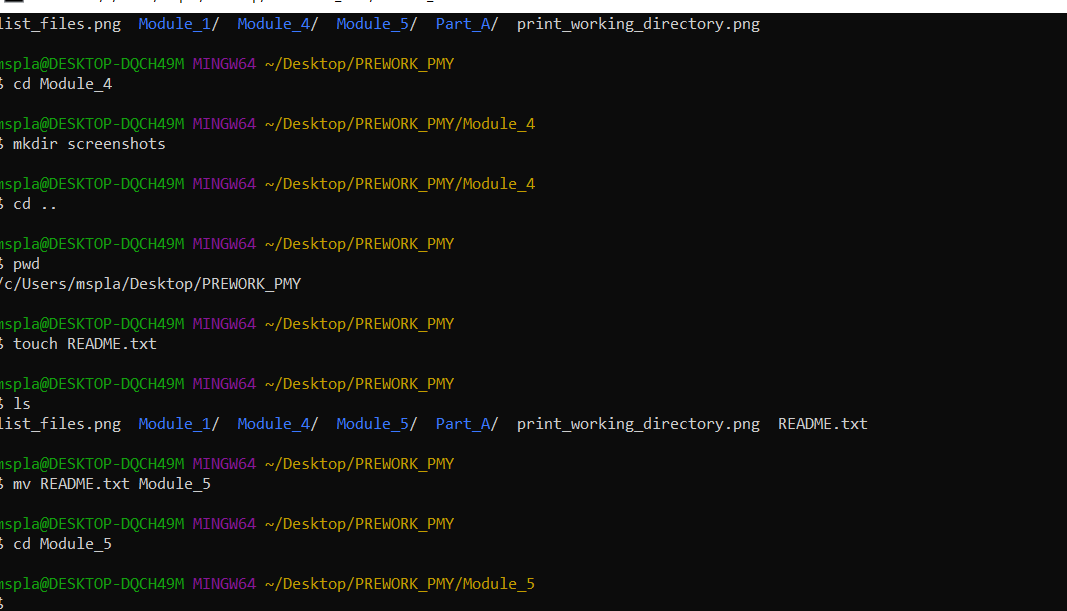 list_files.png  Module_1/  Module_4/  Module_5/  Part_A/  print_working_directory.png
mspla@DESKTOP-DQCH49M MINGW64 ~/Desktop/PREWORK_PMY
$ cd Module_4
mspla@DESKTOP-DQCH49M MINGW64 ~/Desktop/PREWORK_PMY/Module_4
$ mkdir screenshots
mspla@DESKTOP-DQCH49M MINGW64 ~/Desktop/PREWORK_PMY/Module_4
$ cd ..
mspla@DESKTOP-DQCH49M MINGW64 ~/Desktop/PREWORK_PMY
$ pwd
/c/Users/mspla/Desktop/PREWORK_PMY
mspla@DESKTOP-DQCH49M MINGW64 ~/Desktop/PREWORK_PMY
$ touch README.txt
mspla@DESKTOP-DQCH49M MINGW64 ~/Desktop/PREWORK_PMY
$ ls
list_files.png  Module_1/  Module_4/  Module_5/  Part_A/  print_working_directory.png  README.txt
mspla@DESKTOP-DQCH49M MINGW64 ~/Desktop/PREWORK_PMY
$ mv README.txt Module_5
mspla@DESKTOP-DQCH49M MINGW64 ~/Desktop/PREWORK_PMY
$ cd Module_5
mspla@DESKTOP-DQCH49M MINGW64 ~/Desktop/PREWORK_PMY/Module_5
$